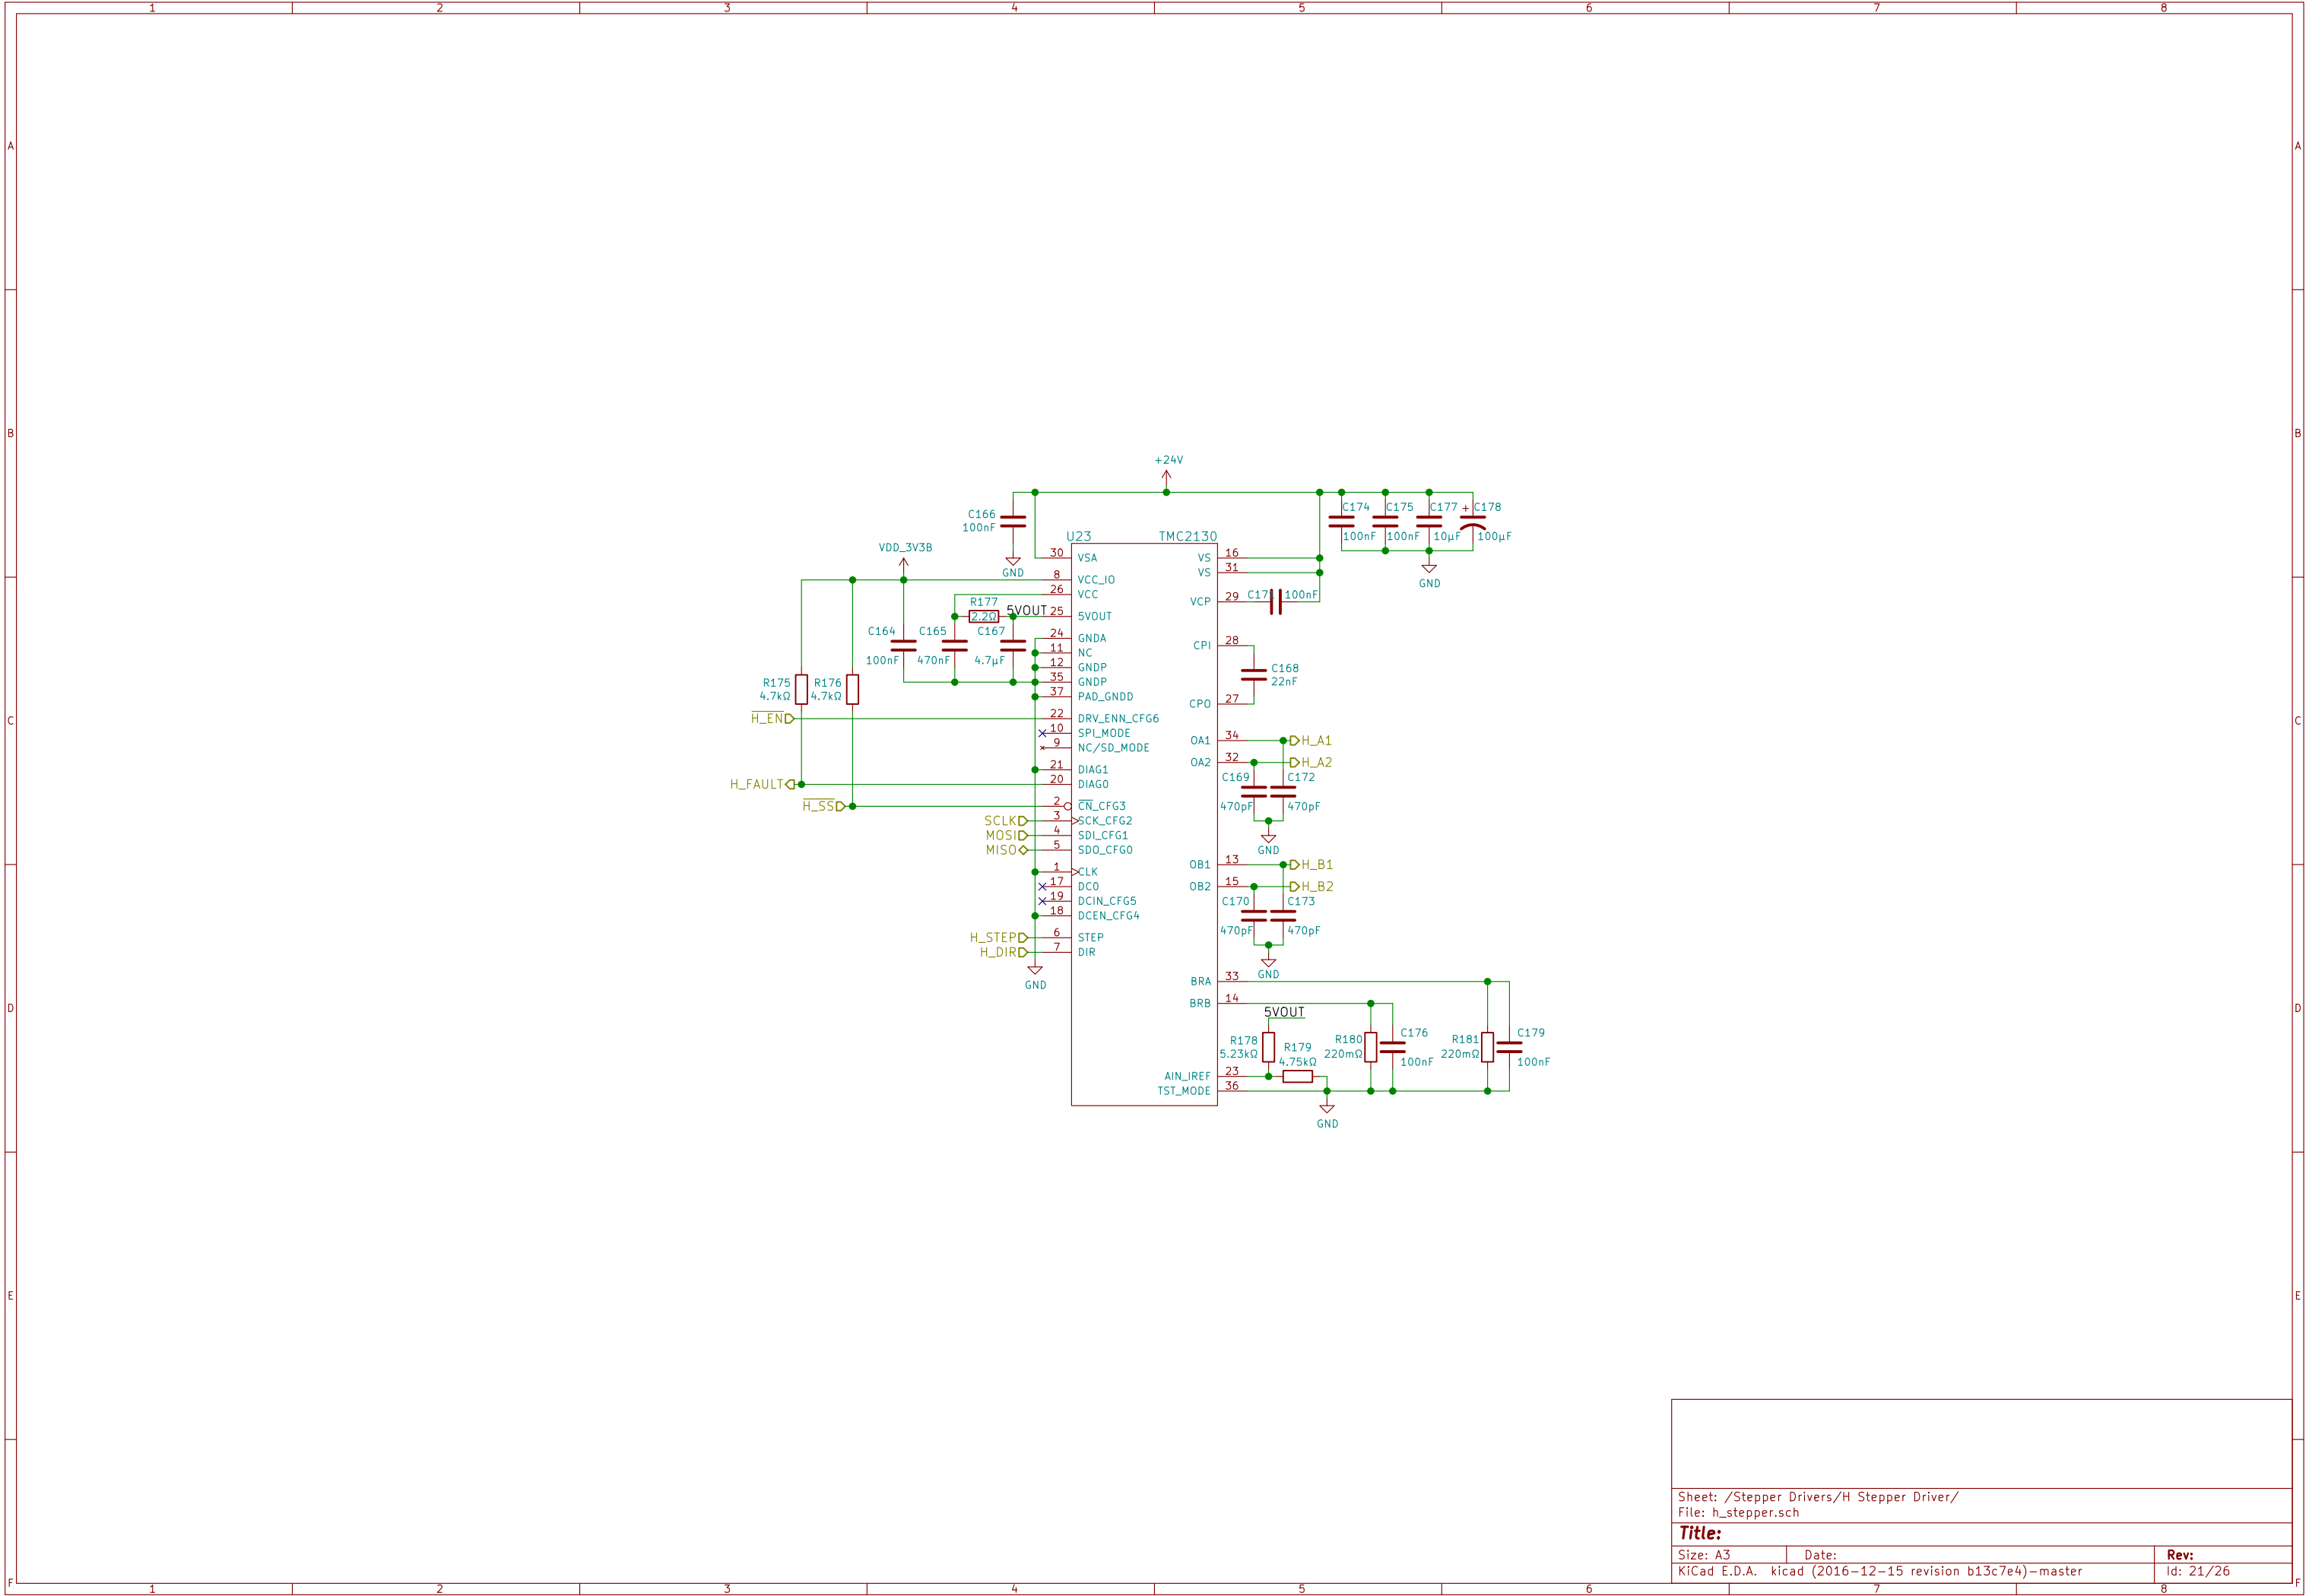 1 2 3 4 5 6 7 8
A A
B B
C C
D D
E E
F F
1 2 3 4 5 6 7 8
+24V
C166
100nF
GND
VDD_3V3B
U23
TMC2130
C174
100nF
C175
100nF
C177
10µF
+ C178
100µF
GND
30 VSA
8 VCC_IO
26 VCC
25 5VOUT
24 GNDA
11 NC
12 GNDP
35 GNDP
37 PAD_GNDD
22 DRV_ENN_CFG6
10 SPI_MODE
9 NC/SD_MODE
21 DIAG1
20 DIAG0
2 CN_CFG3
3 SCK_CFG2
4 SDI_CFG1
5 SDO_CFG0
1 CLK
17 DCO
19 DCIN_CFG5
18 DCEN_CFG4
6 STEP
7 DIR
R177
2.2Ω
5VOUT
C164
100nF
C165
470nF
C167
4.7µF
R175
4.7kΩ
R176
4.7kΩ
H_EN
H_FAULT
H_SS
SCLK
MOSI
MISO
H_STEP
H_DIR
GND
VS 16
VS 31
VCP 29
CPI 28
CPO 27
OA1 34
OA2 32
OB1 13
OB2 15
BRA 33
BRB 14
AIN_IREF 23
TST_MODE 36
100nF
C168
22nF
H_A1
H_A2
C169
470pF
C172
470pF
GND
H_B1
H_B2
C170
470pF
C173
470pF
GND
5VOUT
R178
5.23kΩ
R179
4.75kΩ
R180
220mΩ
C176
100nF
R181
220mΩ
C179
100nF
GND
Sheet: /Stepper Drivers/H Stepper Driver/
File: h_stepper.sch
Title:
Size: A3 Date: Rev:
KiCad E.D.A. kicad (2016-12-15 revision b13c7e4)-master Id: 21/26